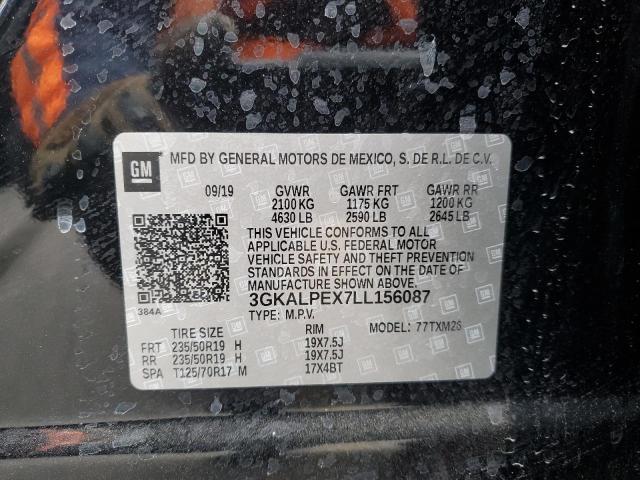 GM
MFD BY GENERAL MOTORS DE MEXICO, S. DE R.L. DE C.V.
09/19 GVWR GAWR FRT GAWR RR
2100 KG 1175 KG 1200 KG
4630 LB 2590 LB 2645 LB
THIS VEHICLE CONFORMS TO ALL
APPLICABLE U.S. FEDERAL MOTOR
VEHICLE SAFETY AND THEFT PREVENTION
STANDARDS IN EFFECT ON THE DATE OF
MANUFACTURE SHOWN ABOVE.
3GKALPEX7LL156087
384A
TYPE: M.P.V.
TIRE SIZE RIM MODEL: 77TXM26
FRT 235/50R19 H 19X7.5J
RR 235/50R19 H 19X7.5J
SPA T125/70R17 M 17X4BT